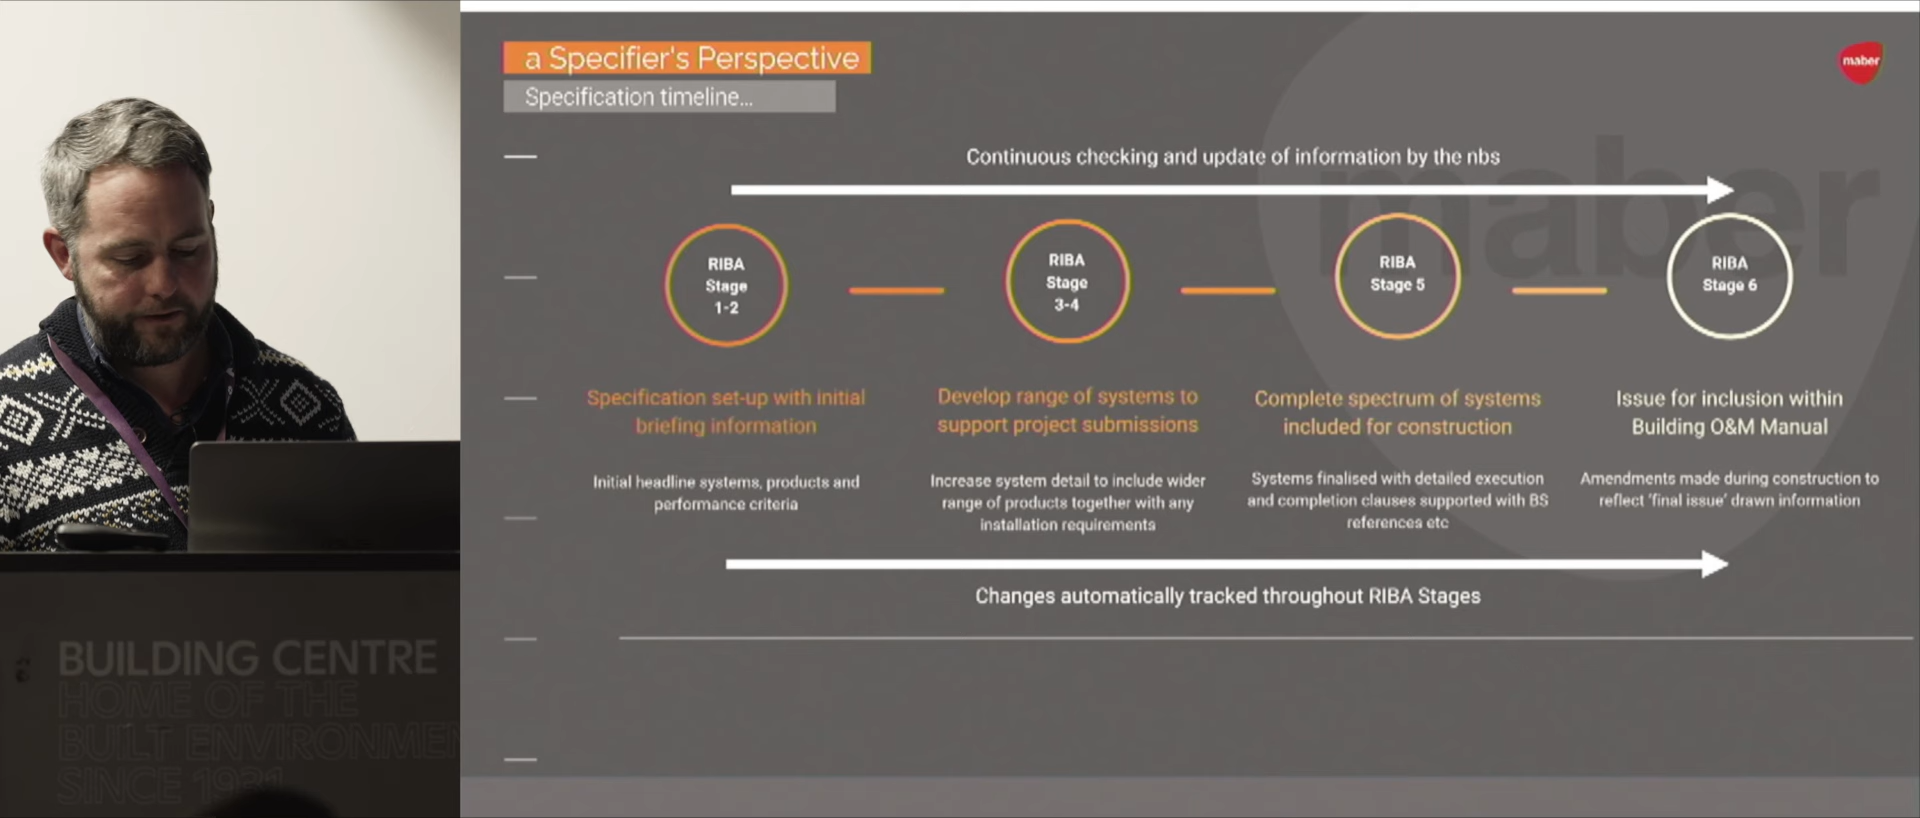 a Specifier's Perspective
Specification timeline...
maber
Continuous checking and update of information by the nbs
maber
RIBA
Stage
1-2
RIBA
Stage
3-4
RIBA
Stage 5
RIBA
Stage 6
Specification set-up with initial
briefing information
Develop range of systems to
support project submissions
Complete spectrum of systems
included for construction
Issue for inclusion within
Building O&M Manual
Initial headline systems, products and
performance criteria
Increase system detail to include wider
range of products together with any
installation requirements
Systems finalised with detailed execution
and completion clauses supported with BS
references etc
Amendments made during construction to
reflect 'final issue' drawn information
Changes automatically tracked throughout RIBA Stages
BUILDING CENTRE
HOME OF THE
BUILT ENVIRONMEN
SINCE 1931